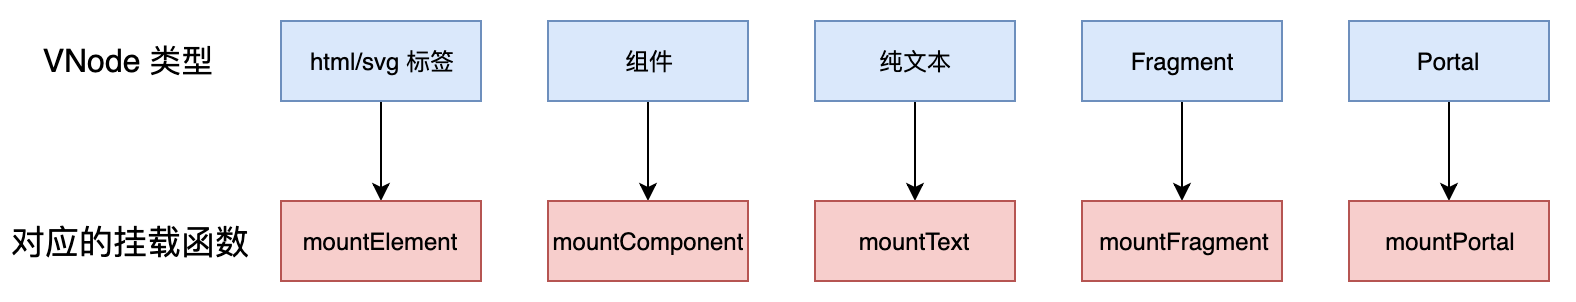 VNode 类型
html/svg 标签
组件
纯文本
Fragment
Portal
对应的挂载函数
mountElement
mountComponent
mountText
mountFragment
mountPortal